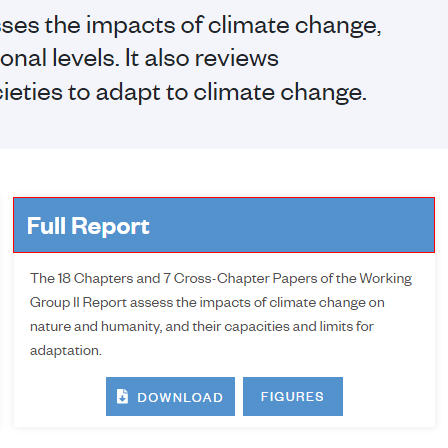 ses the impacts of climate change,
onal levels. It also reviews
cieties to adapt to climate change.
Full Report
The 18 Chapters and 7 Cross-Chapter Papers of the Working
Group II Report assess the impacts of climate change on
nature and humanity, and their capacities and limits for
adaptation.
DOWNLOAD FIGURES